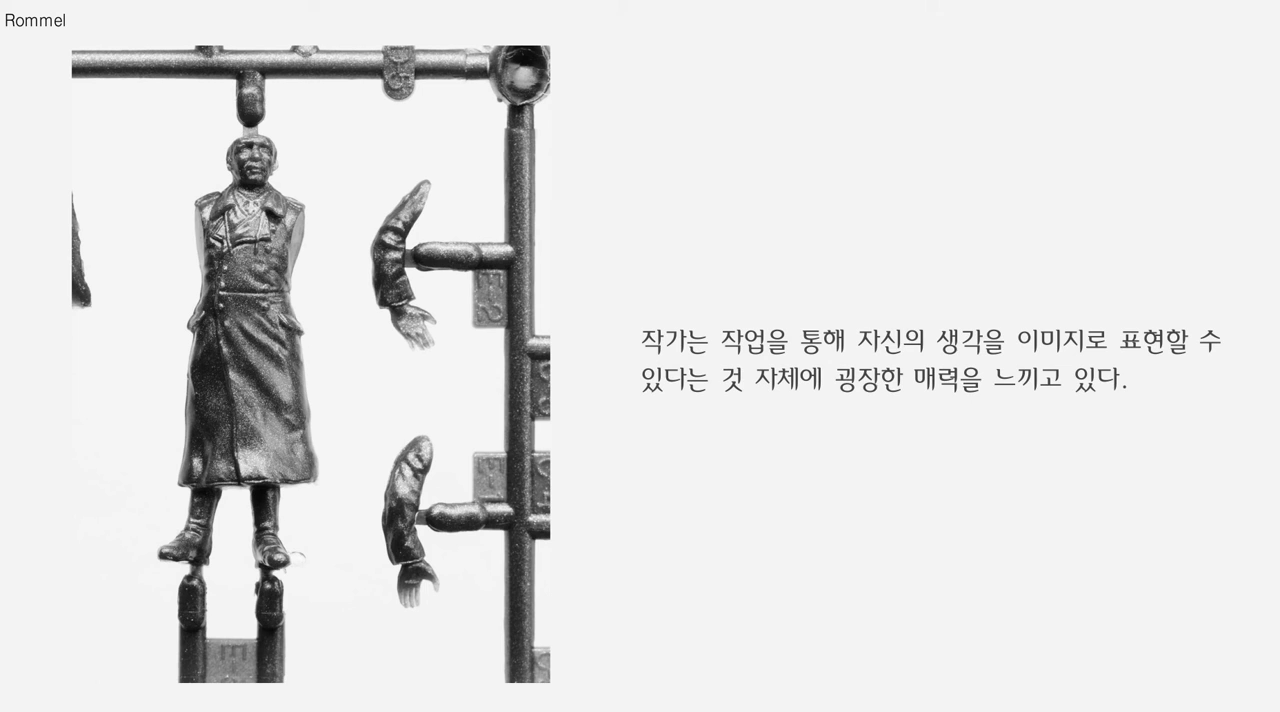 Rommel
작가는 작업을 통해 자신의 생각을 이미지로 표현할 수
있다는 것 자체에 굉장한 매력을 느끼고 있다.